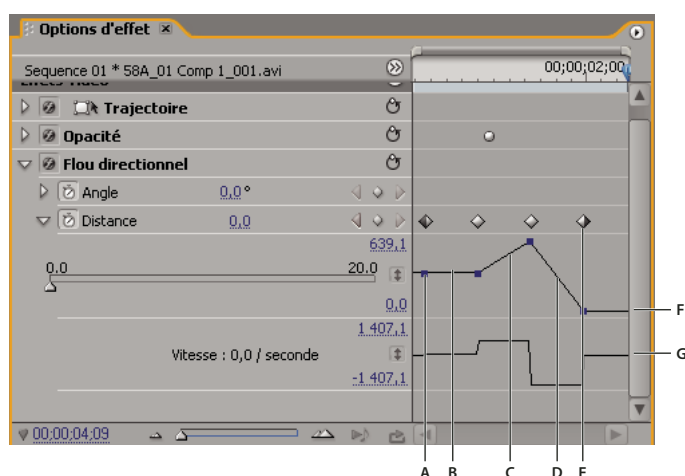 Options d'effet
Sequence 01 * 58A_01 Comp 1_001.avi
00;00;02;00
Effets vidéo
Trajectoire
Opacité
Flou directionnel
Angle 0,0°
Distance 0,0
639,1
0.0 20.0
0,0
F
1 407,1
Vitesse : 0,0 / seconde
G
-1 407,1
00;00;04;09
A B C D E